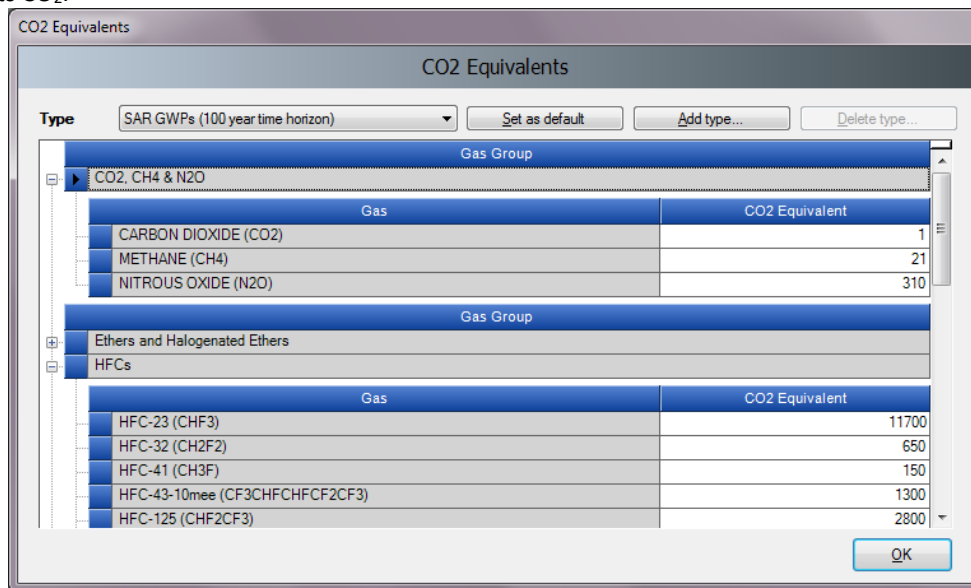 to CO₂.
CO2 Equivalents
CO2 Equivalents
Type SAR GWPs (100 year time horizon) Set as default Add type... Delete type...
Gas Group
CO2, CH4 & N2O
Gas CO2 Equivalent
CARBON DIOXIDE (CO2) 1
METHANE (CH4) 21
NITROUS OXIDE (N2O) 310
Gas Group
Ethers and Halogenated Ethers
HFCs
Gas CO2 Equivalent
HFC-23 (CHF3) 11700
HFC-32 (CH2F2) 650
HFC-41 (CH3F) 150
HFC-43-10mee (CF3CHFCHFCF2CF3) 1300
HFC-125 (CHF2CF3) 2800
OK